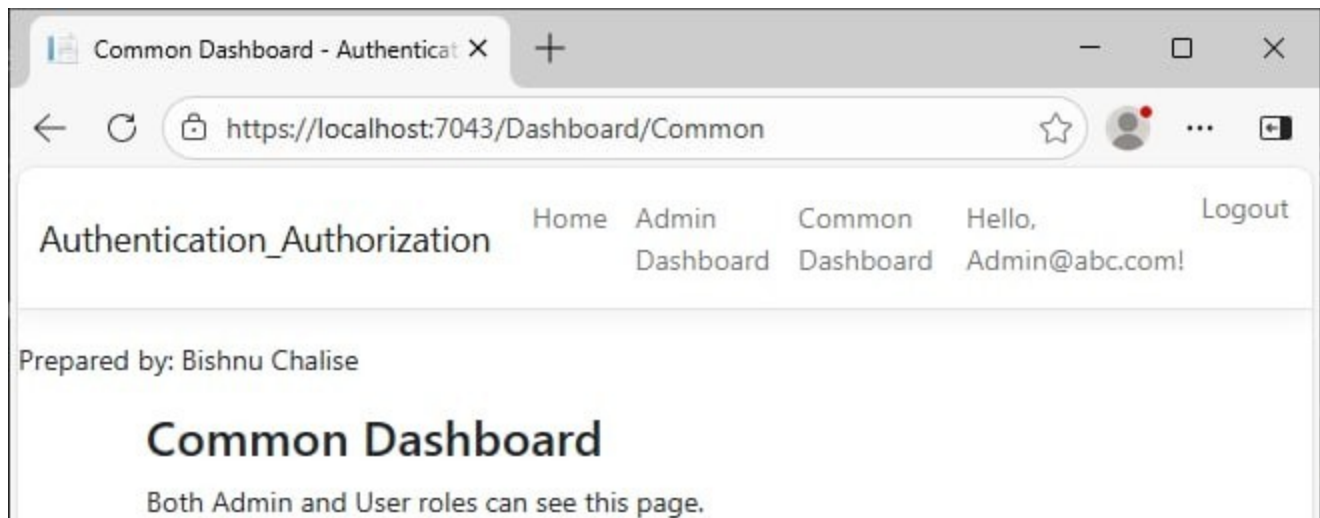 Common Dashboard - Authenticat
https://localhost:7043/Dashboard/Common
Authentication_Authorization
Home
Admin
Dashboard
Common
Dashboard
Hello,
Admin@abc.com!
Logout
Prepared by: Bishnu Chalise
Common Dashboard
Both Admin and User roles can see this page.